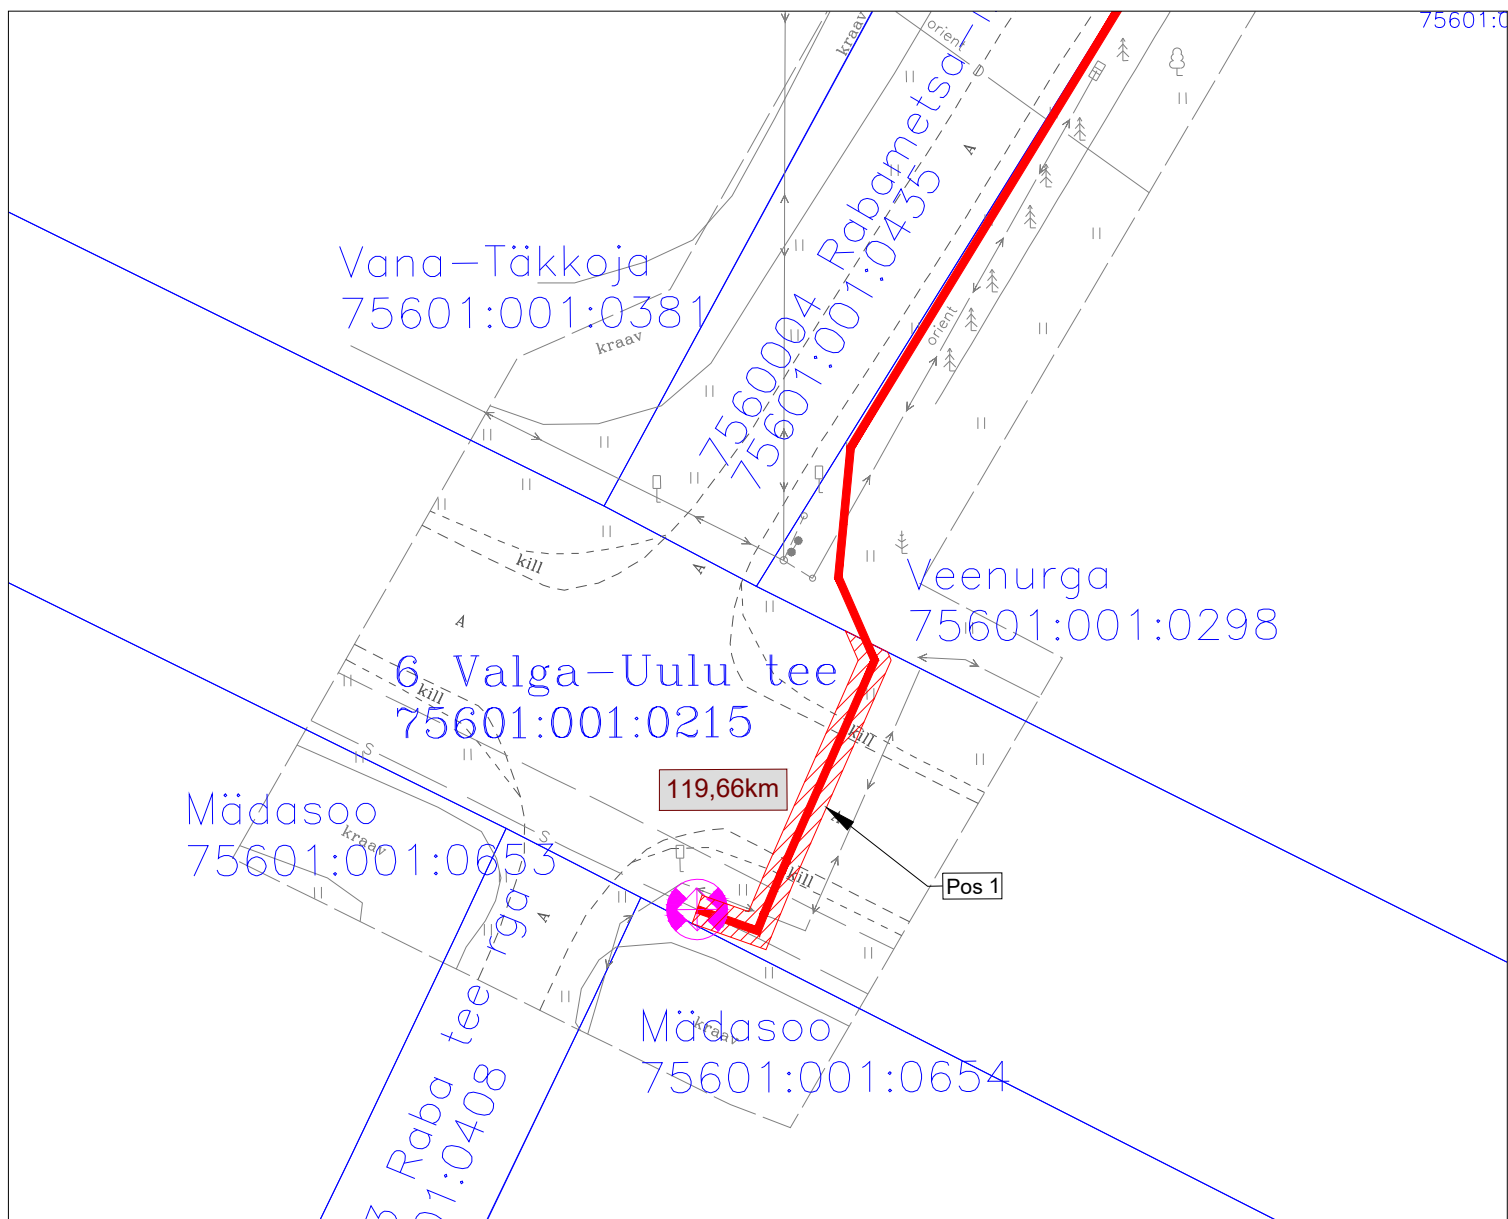 75601:0
kraav
orient
Vana-Täkkoja
75601:001:0381
kraav
7560004 Rabametsa-
75601:001:0435
A
orient
kill
A
A
Veenurga
75601:001:0298
6 Valga-Uulu tee
75601:001:0215
kill
kill
S
119,66km
Mädasoo
75601:001:0653
kraav
S
kill
Pos 1
A
Mädasoo
75601:001:0654
kraav
3 Raba tee
rga
01:0408